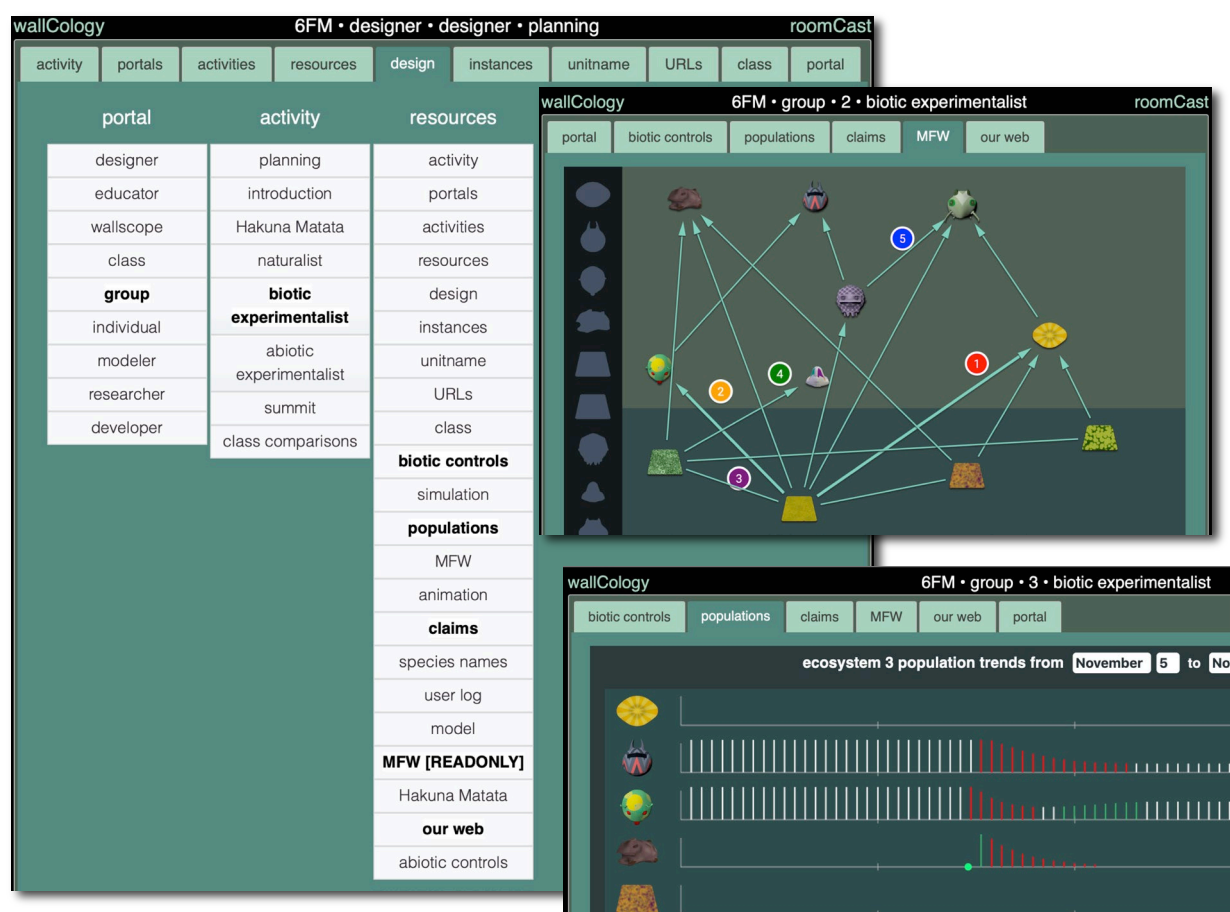 wallCology 6FM • designer • designer • planning roomCast
activity portals activities resources design instances unitname URLs class portal
portal activity resources
designer planning activity
educator introduction portals
wallscope Hakuna Matata activities
class naturalist resources
group biotic design
experimentalist
individual instances
modeler abiotic unitname
experimentalist
researcher summit URLs
developer class comparisons class
biotic controls
simulation
populations
MFW
animation
claims
species names
user log
model
MFW [READONLY]
Hakuna Matata
our web
abiotic controls
wallCology 6FM • group • 2 • biotic experimentalist roomCast
portal biotic controls populations claims MFW our web
5
1
4
2
3
wallCology 6FM • group • 3 • biotic experimentalist
biotic controls populations claims MFW our web portal
ecosystem 3 population trends from November 5 to No